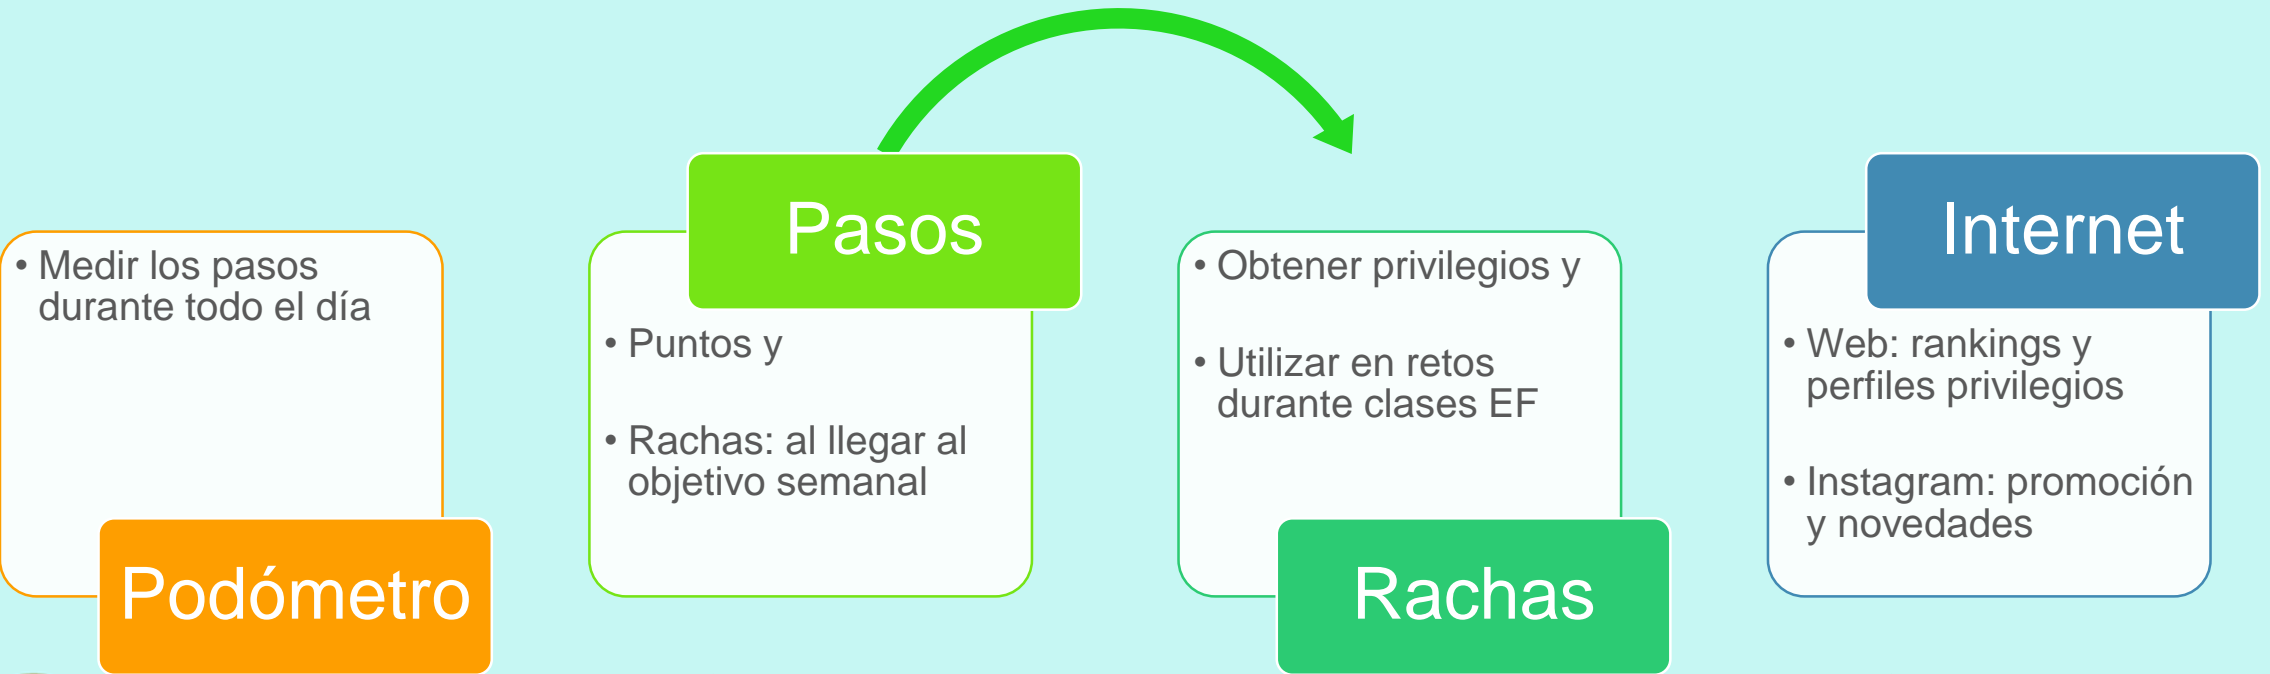 • Medir los pasos
durante todo el día
Podómetro
Pasos
• Puntos y
• Rachas: al llegar al
objetivo semanal
• Obtener privilegios y
• Utilizar en retos
durante clases EF
Rachas
Internet
• Web: rankings y
perfiles privilegios
• Instagram: promoción
y novedades